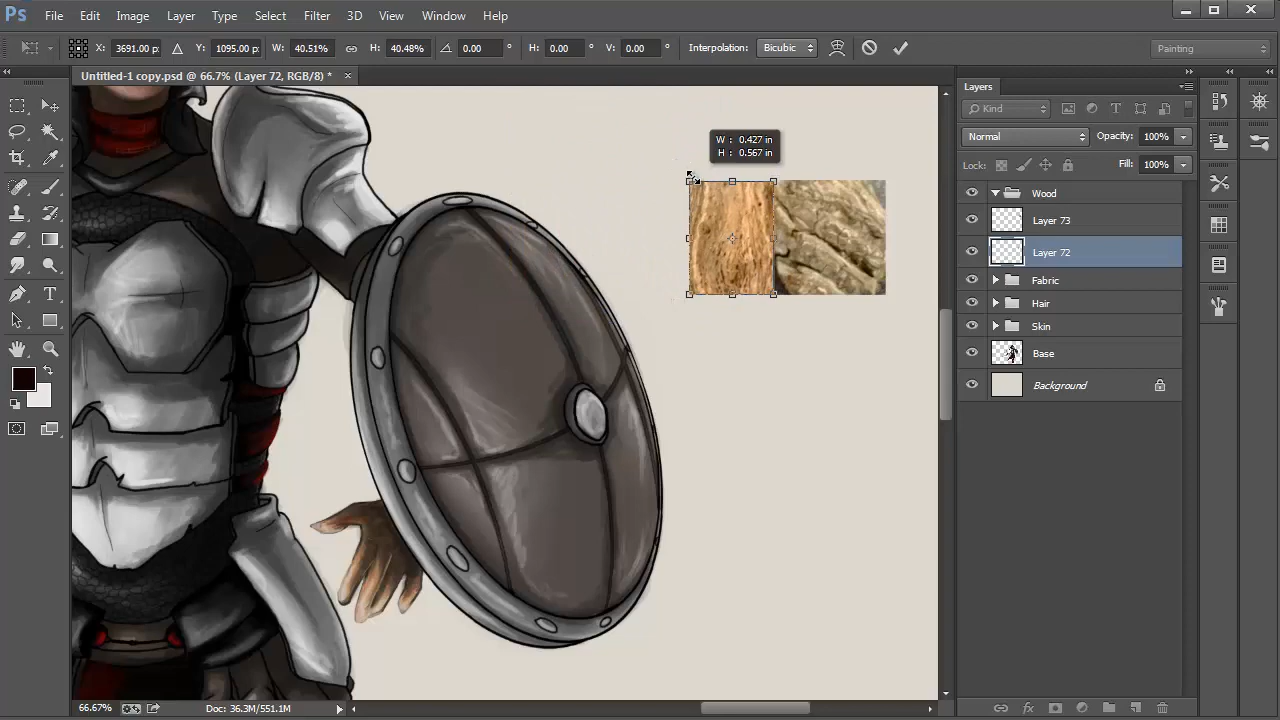 Ps File Edit Image Layer Type Select Filter 3D View Window Help
X: 3691.00 px Y: 1095.00 px W: 40.51% H: 40.48% 0.00 ° H: 0.00 ° V: 0.00 ° Interpolation: Bicubic Painting
Untitled-1 copy.psd @ 66.7% (Layer 72, RGB/8) * ×
Layers
Kind
Normal Opacity: 100%
Lock: Fill: 100%
W : 0.427 in
H : 0.567 in
Wood
Layer 73
Layer 72
Fabric
Hair
Skin
Base
Background
66.67% Doc: 36.3M/551.1M